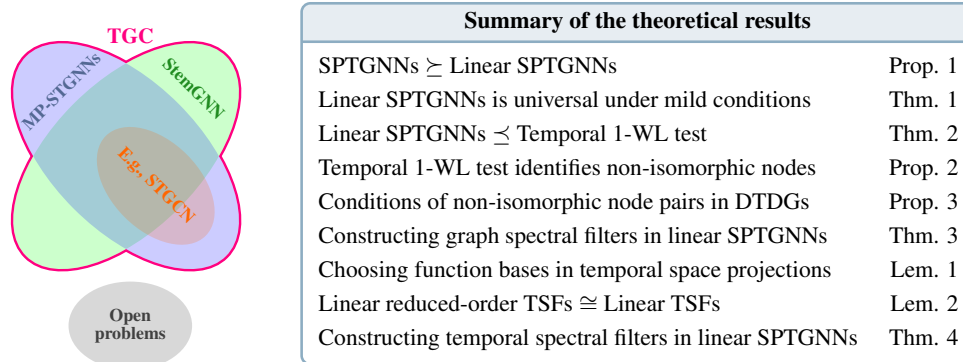 TGC
MP-STGNNs
StemGNN
E.g., STGCN
Open
problems
Summary of the theoretical results
SPTGNNs ⪰ Linear SPTGNNs Prop. 1
Linear SPTGNNs is universal under mild conditions Thm. 1
Linear SPTGNNs ⪯ Temporal 1-WL test Thm. 2
Temporal 1-WL test identifies non-isomorphic nodes Prop. 2
Conditions of non-isomorphic node pairs in DTDGs Prop. 3
Constructing graph spectral filters in linear SPTGNNs Thm. 3
Choosing function bases in temporal space projections Lem. 1
Linear reduced-order TSFs ≅ Linear TSFs Lem. 2
Constructing temporal spectral filters in linear SPTGNNs Thm. 4